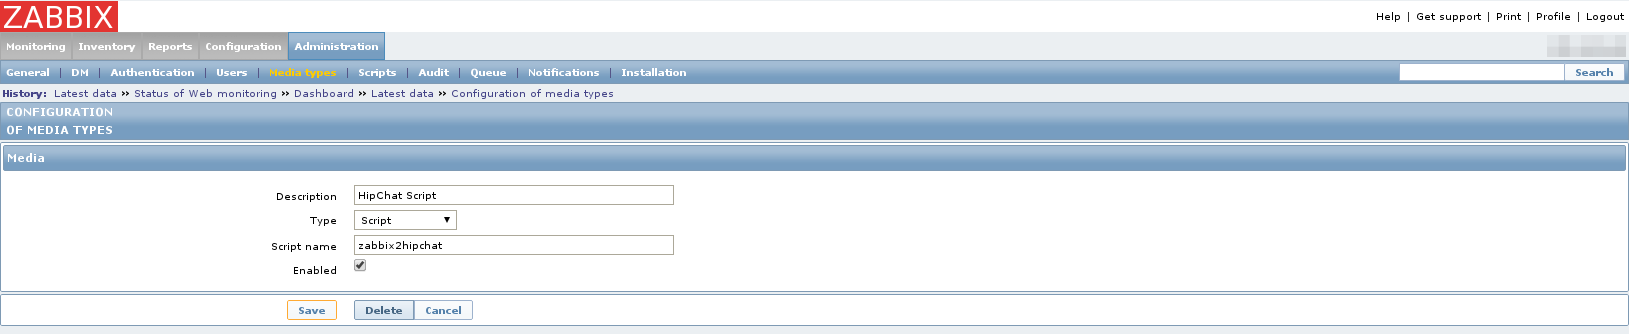 ZABBIX
Help | Get support | Print | Profile | Logout
Monitoring Inventory Reports Configuration Administration
General | DM | Authentication | Users | Media types | Scripts | Audit | Queue | Notifications | Installation Search
History: Latest data » Status of Web monitoring » Dashboard » Latest data » Configuration of media types
CONFIGURATION
OF MEDIA TYPES
Media
Description HipChat Script
Type Script
Script name zabbix2hipchat
Enabled
Save Delete Cancel